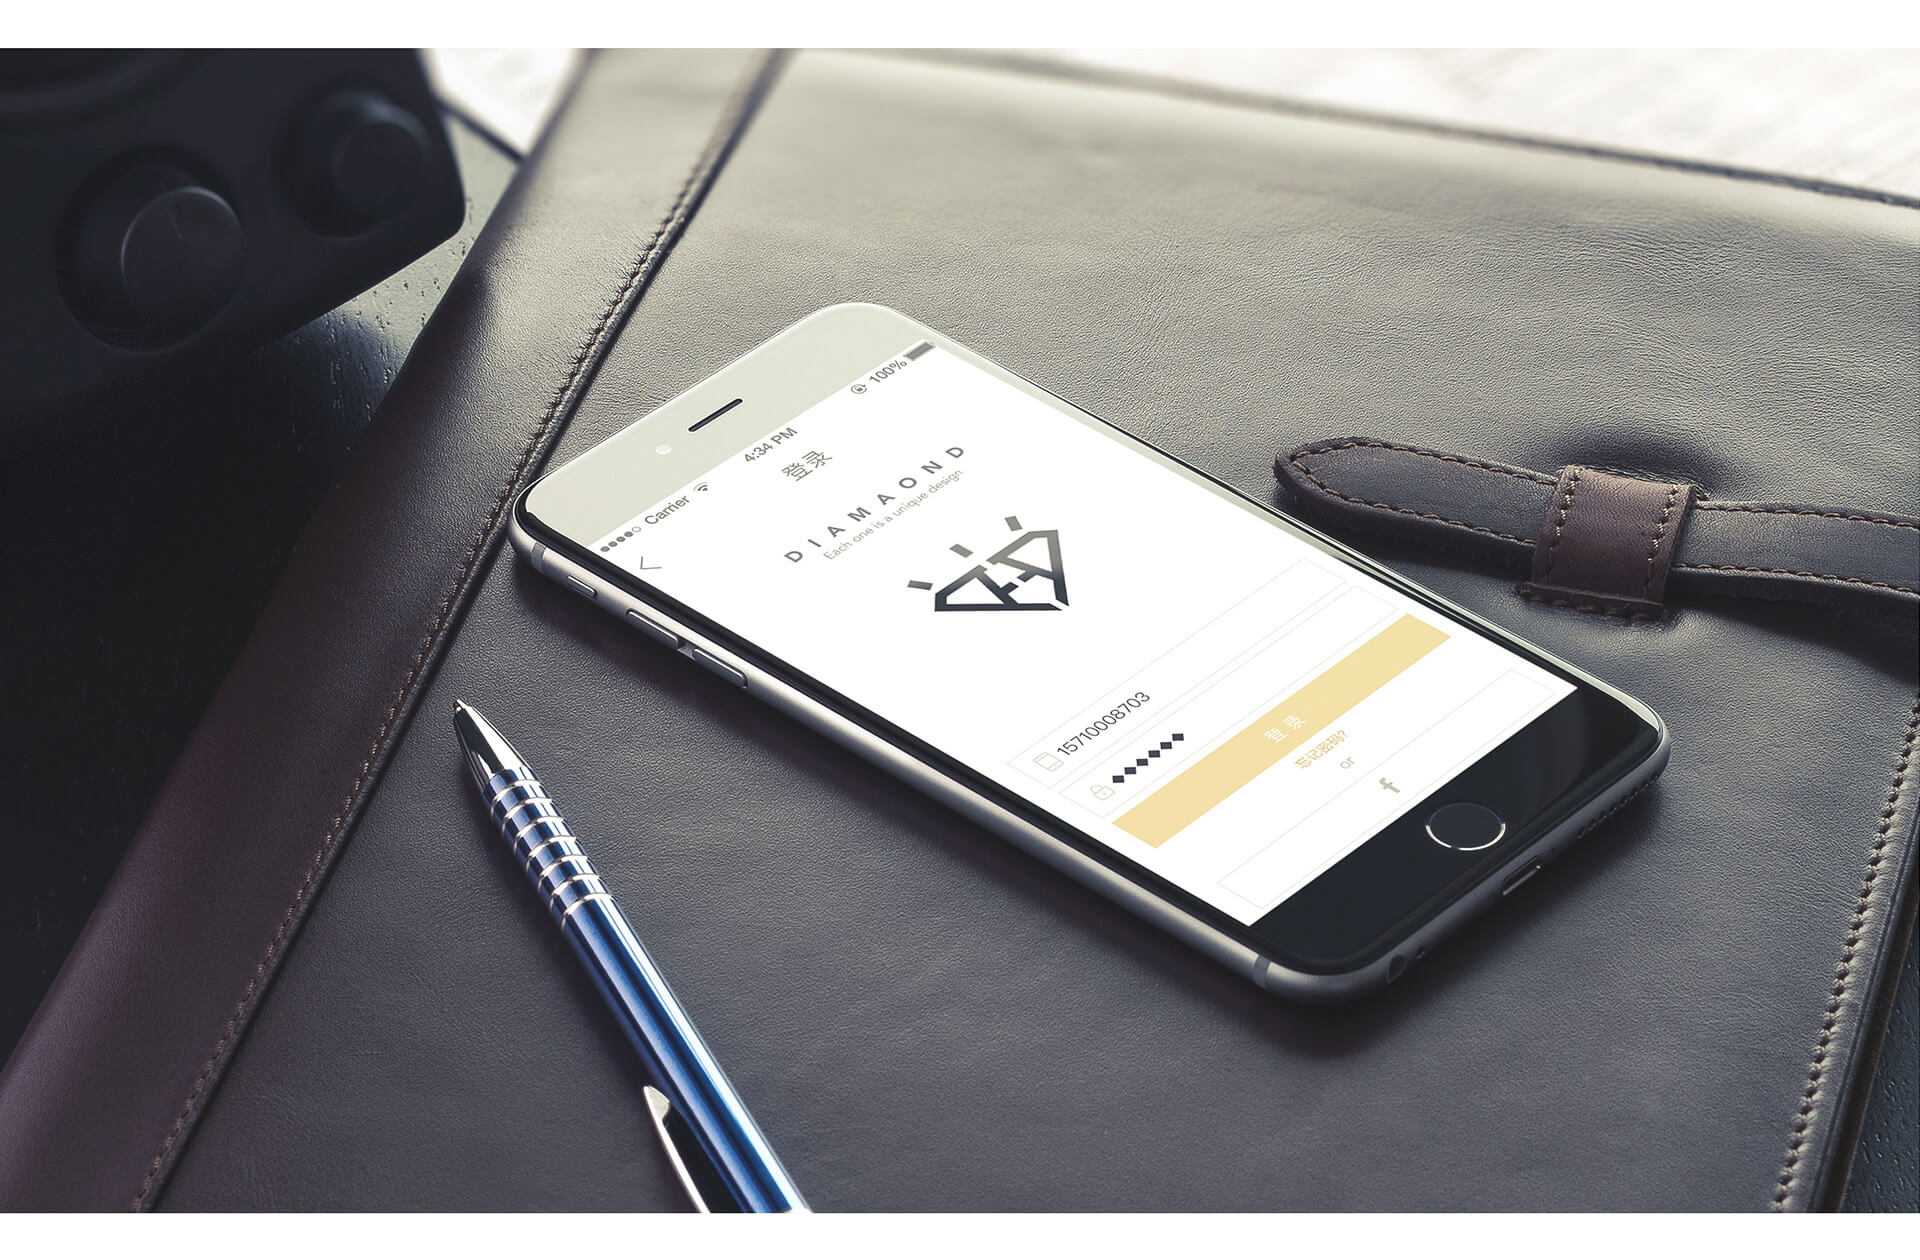 Carrier 4:34 PM 100%
登录
DIAMAOND
Each one is a unique design
15710008703
登录
忘记密码?
or
f